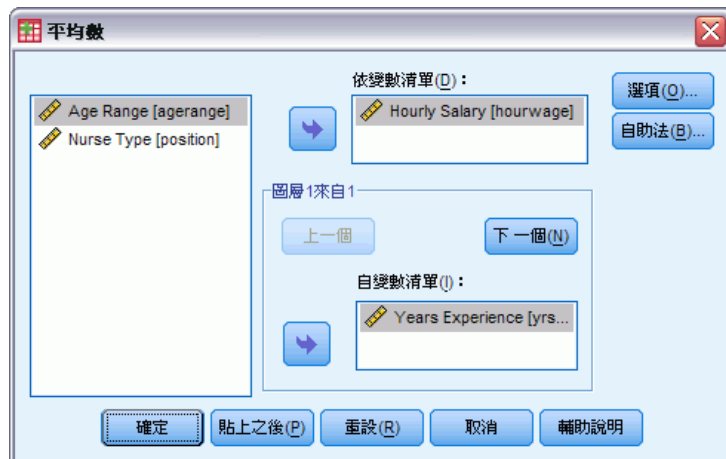 平均數
Age Range [agerange]
Nurse Type [position]
依變數清單(D)：
Hourly Salary [hourwage]
選項(O)...
自助法(B)...
圖層1來自1
上一個
下一個(N)
自變數清單(I)：
Years Experience [yrs...
確定
貼上之後(P)
重設(R)
取消
輔助說明